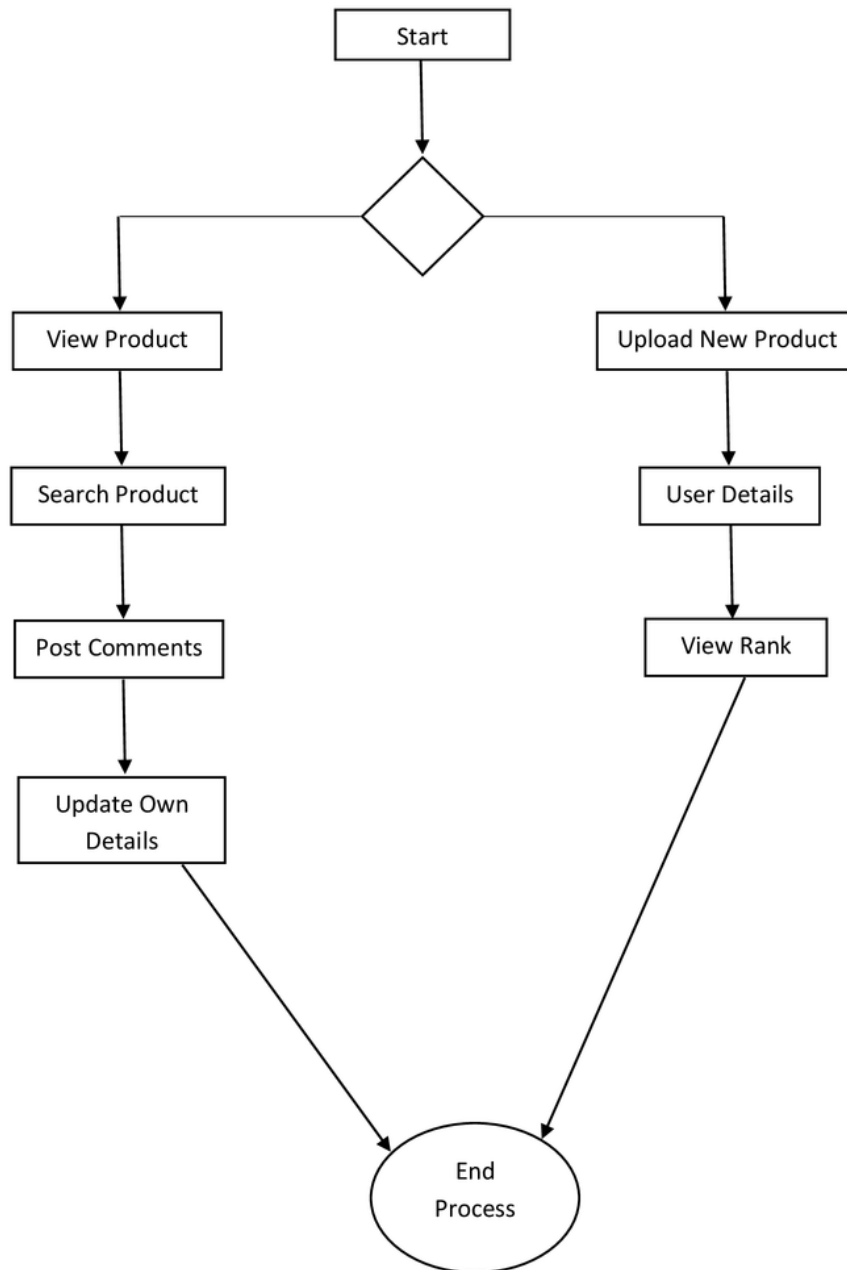 Start
View Product
Upload New Product
Search Product
User Details
Post Comments
View Rank
Update Own
Details
End
Process